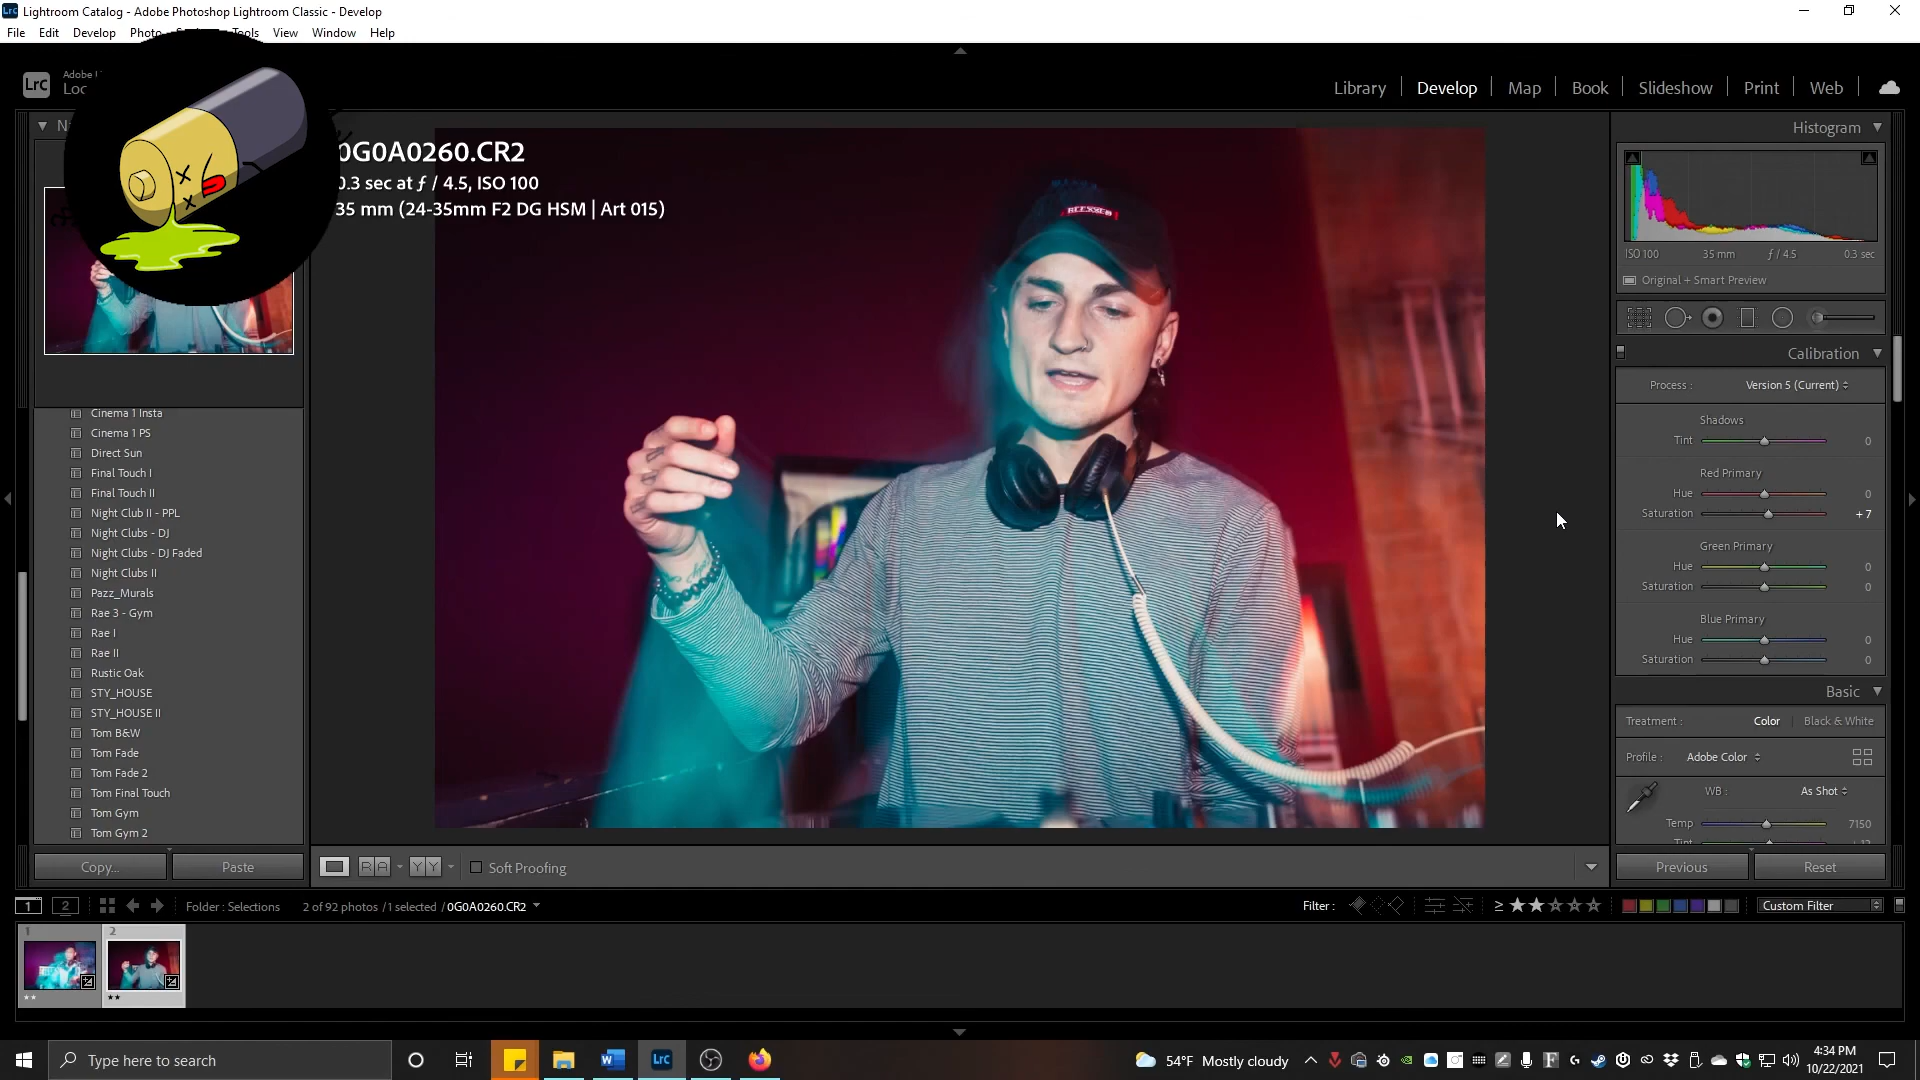 Lightroom Catalog - Adobe Photoshop Lightroom Classic - Develop
File Edit Develop Photo Tools View Window Help
Lrc
Adobe
Loc
Library Develop Map Book Slideshow Print Web
0G0A0260.CR2
0.3 sec at ƒ / 4.5, ISO 100
35 mm (24-35mm F2 DG HSM | Art 015)
Cinema 1 Insta
Cinema 1 PS
Direct Sun
Final Touch I
Final Touch II
Night Club II - PPL
Night Clubs - DJ
Night Clubs - DJ Faded
Night Clubs II
Pazz_Murals
Rae 3 - Gym
Rae I
Rae II
Rustic Oak
STY_HOUSE
STY_HOUSE II
Tom B&W
Tom Fade
Tom Fade 2
Tom Final Touch
Tom Gym
Tom Gym 2
Copy... Paste
Histogram
ISO 100 35 mm ƒ / 4.5 0.3 sec
Original + Smart Preview
Calibration
Process : Version 5 (Current)
Shadows
Tint 0
Red Primary
Hue 0
Saturation + 7
Green Primary
Hue 0
Saturation 0
Blue Primary
Hue 0
Saturation 0
Basic
Treatment : Color Black & White
Profile : Adobe Color
WB : As Shot
Temp 7150
Previous Reset
R A Y Y Soft Proofing
1 2 Folder : Selections 2 of 92 photos / 1 selected / 0G0A0260.CR2
Filter : ≥ ★★☆☆☆ Custom Filter
1 2
★★ ★★
Type here to search
Lrc
54°F Mostly cloudy
4:34 PM
10/22/2021